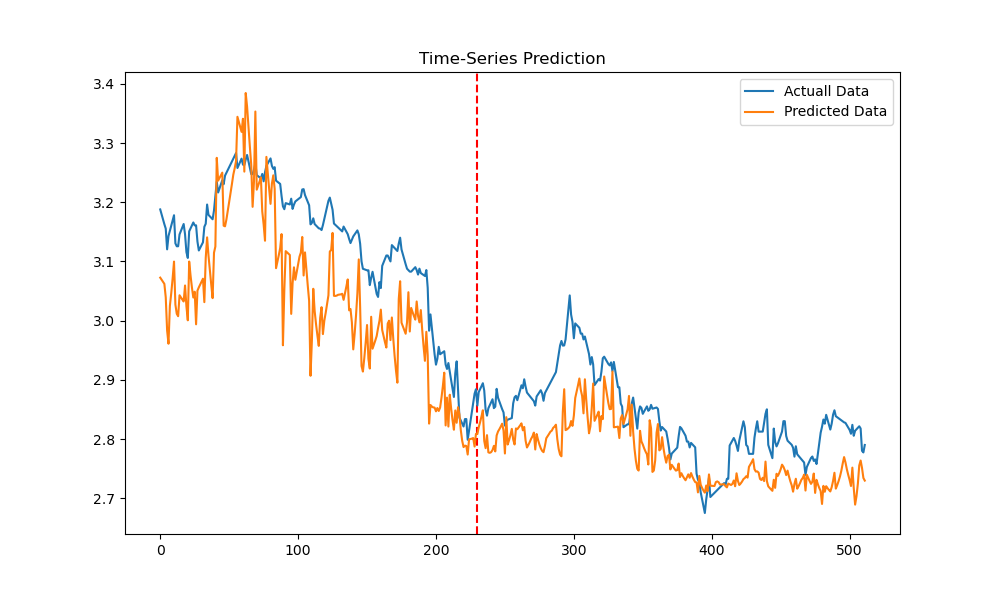 Time-Series Prediction
Actuall Data
Predicted Data
3.4
3.3
3.2
3.1
3.0
2.9
2.8
2.7
0 100 200 300 400 500